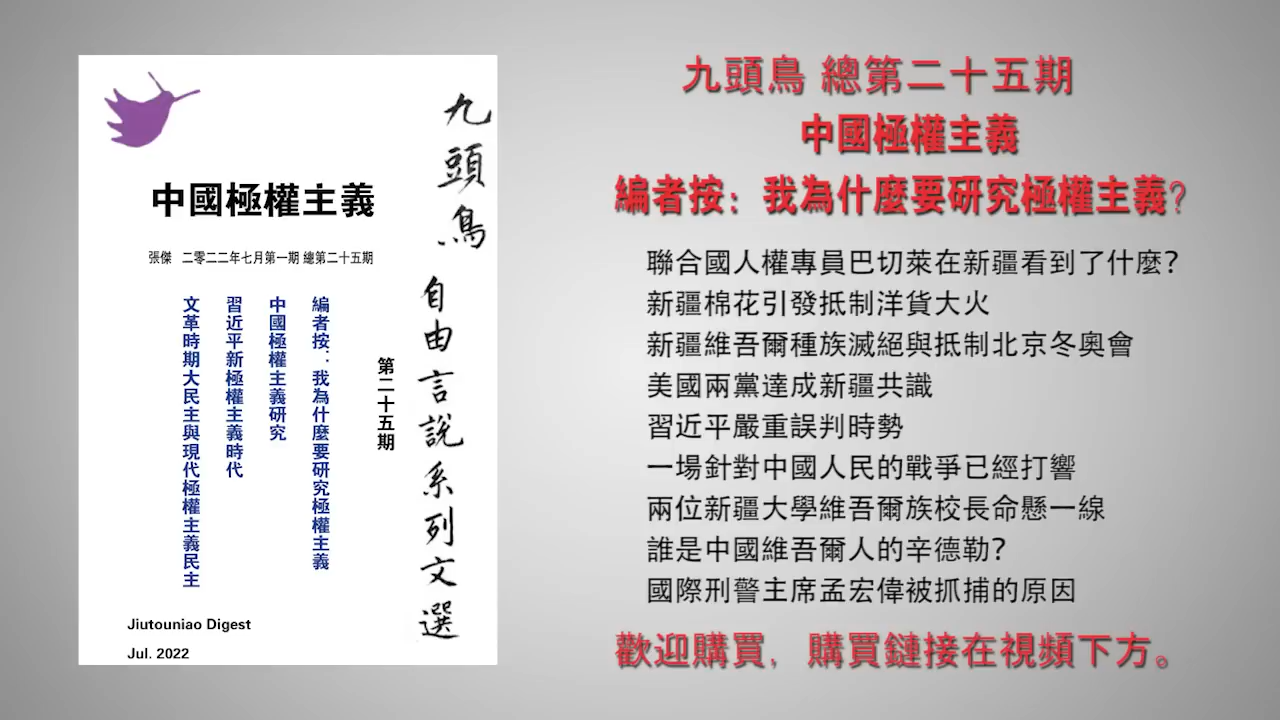 九頭鳥
自由言說系列文選
中國極權主義
張傑 二零二二年七月第一期 總第二十五期
第二十五期
編者按：我為什麼要研究極權主義
中國極權主義研究
習近平新極權主義時代
文革時期大民主與現代極權主義民主
Jiutouniao Digest
Jul. 2022
九頭鳥 總第二十五期
中國極權主義
編者按：我為什麼要研究極權主義？
聯合國人權專員巴切萊在新疆看到了什麼？
新疆棉花引發抵制洋貨大火
新疆維吾爾種族滅絕與抵制北京冬奧會
美國兩黨達成新疆共識
習近平嚴重誤判時勢
一場針對中國人民的戰爭已經打響
兩位新疆大學維吾爾族校長命懸一線
誰是中國維吾爾人的辛德勒？
國際刑警主席孟宏偉被抓捕的原因
歡迎購買，購買鏈接在視頻下方。